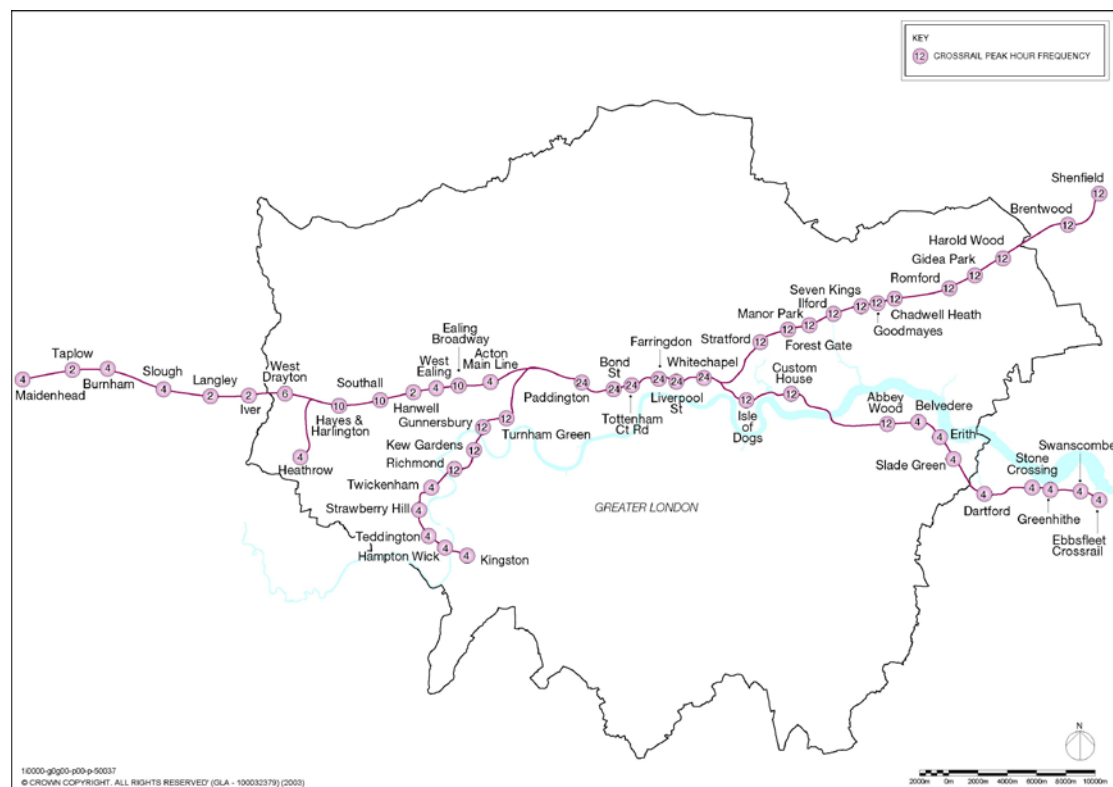 KEY
12 CROSSRAIL PEAK HOUR FREQUENCY
Shenfield
12
Brentwood
12
Harold Wood
12
Gidea Park
12
Romford
12
Chadwell Heath
12
Goodmayes
12
Seven Kings
12
Ilford
12
Manor Park
12
Forest Gate
12
Stratford
12
Maidenhead
4
Taplow
2
Burnham
4
Slough
4
Langley
2
Iver
2
West
Drayton
6
Heathrow
4
Hayes &
Harlington
10
Southall
10
Hanwell
2
West
Ealing
4
Ealing
Broadway
10
Acton
Main Line
4
Paddington
24
Bond
St
24
Tottenham
Ct Rd
24
Farringdon
24
Liverpool
St
24
Whitechapel
24
Isle
of
Dogs
12
Custom
House
12
Abbey
Wood
12
Belvedere
4
Erith
4
Slade Green
4
Dartford
4
Stone
Crossing
4
Greenhithe
4
Swanscombe
4
Ebbsfleet
Crossrail
4
Turnham Green
12
Gunnersbury
12
Kew Gardens
12
Richmond
12
Twickenham
4
Strawberry Hill
4
Teddington
4
Hampton Wick
4
Kingston
4
GREATER LONDON
N
2000m 0m 2000m 4000m 6000m 8000m 10000m
1I0000-g0g00-p00-p-50037
© CROWN COPYRIGHT. ALL RIGHTS RESERVED' (GLA - 100032379) (2003)